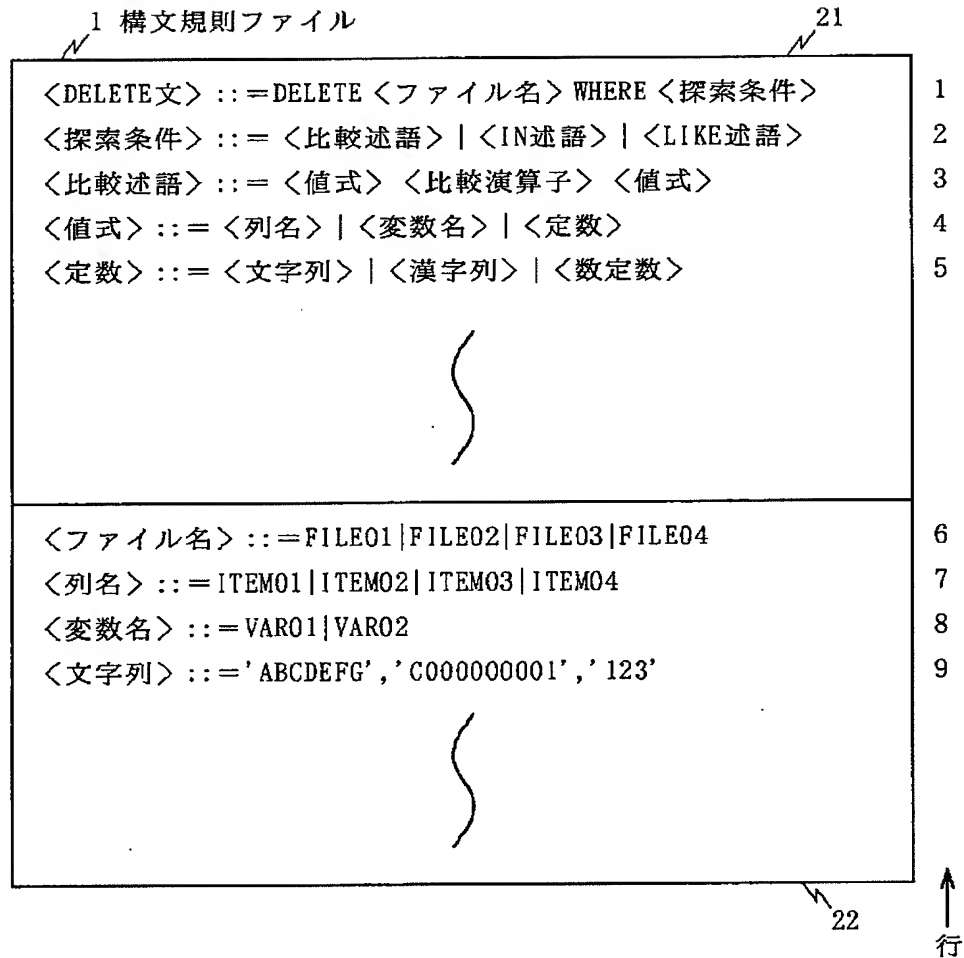 1 構文規則ファイル 21
<DELETE文> ::=DELETE <ファイル名> WHERE <探索条件> 1
<探索条件> ::= <比較述語> | <IN述語> | <LIKE述語> 2
<比較述語> ::= <値式> <比較演算子> <値式> 3
<値式> ::= <列名> | <変数名> | <定数> 4
<定数> ::= <文字列> | <漢字列> | <数定数> 5
<ファイル名> ::=FILE01|FILE02|FILE03|FILE04 6
<列名> ::=ITEM01|ITEM02|ITEM03|ITEM04 7
<変数名> ::=VAR01|VAR02 8
<文字列> ::='ABCDEFG','C000000001','123' 9
22
行